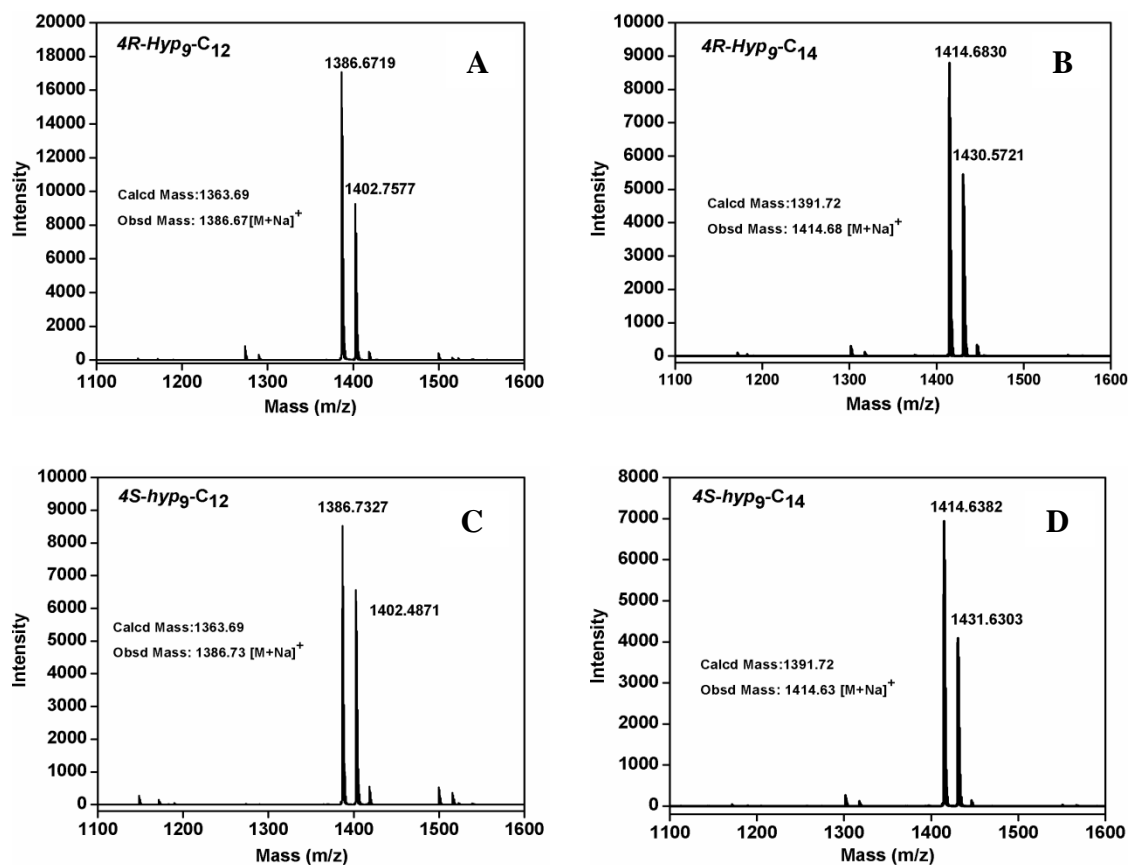 4R-Hyp9-C12
A
1386.6719
1402.7577
Calcd Mass:1363.69
Obsd Mass: 1386.67[M+Na]+
Intensity
20000
18000
16000
14000
12000
10000
8000
6000
4000
2000
0
1100 1200 1290 1400 1500 1600
Mass (m/z)
4R-Hyp9-C14
B
1414.6830
1430.5721
Calcd Mass:1391.72
Obsd Mass: 1414.68 [M+Na]+
Intensity
10000
9000
8000
7000
6000
5000
4000
3000
2000
1000
0
1100 1200 1300 1400 1500 1600
Mass (m/z)
4S-hyp9-C12
C
1386.7327
1402.4871
Calcd Mass:1363.69
Obsd Mass: 1386.73 [M+Na]+
Intensity
10000
9000
8000
7000
6000
5000
4000
3000
2000
1000
0
1100 1200 1290 1400 1500 1600
Mass (m/z)
4S-hyp9-C14
D
1414.6382
1431.6303
Calcd Mass:1391.72
Obsd Mass: 1414.63 [M+Na]+
Intensity
8000
7000
6000
5000
4000
3000
2000
1000
0
1100 1200 1300 1400 1500 1600
Mass (m/z)